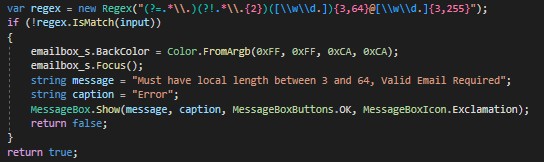 var regex = new Regex("(?=.*\\.)(?!.*\\.{2})([\\w\\d.]){3,64}@[\\w\\d.]{3,255}");
if (!regex.IsMatch(input))
{
emailbox_s.BackColor = Color.FromArgb(0xFF, 0xFF, 0xCA, 0xCA);
emailbox_s.Focus();
string message = "Must have local length between 3 and 64, Valid Email Required";
string caption = "Error";
MessageBox.Show(message, caption, MessageBoxButtons.OK, MessageBoxIcon.Exclamation);
return false;
}
return true;